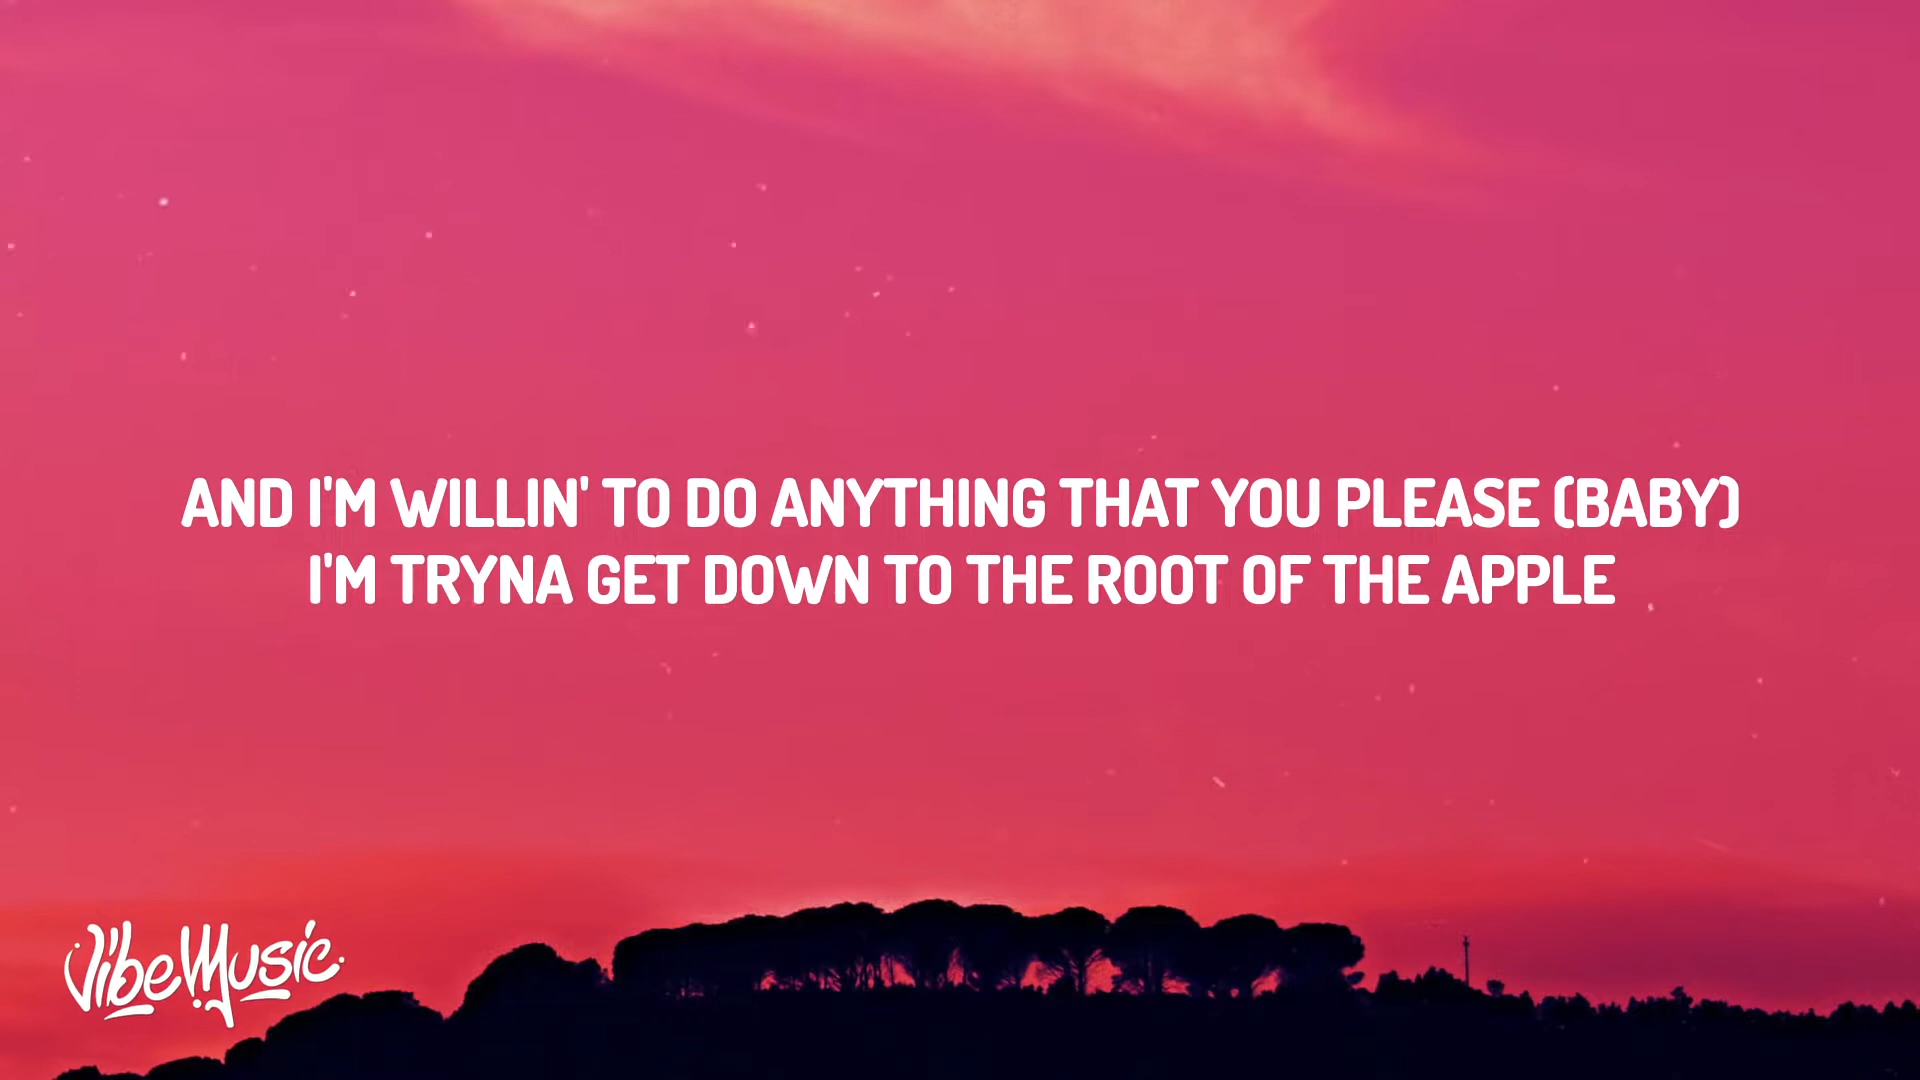 AND I'M WILLIN' TO DO ANYTHING THAT YOU PLEASE (BABY)
I'M TRYNA GET DOWN TO THE ROOT OF THE APPLE
VibeMusic